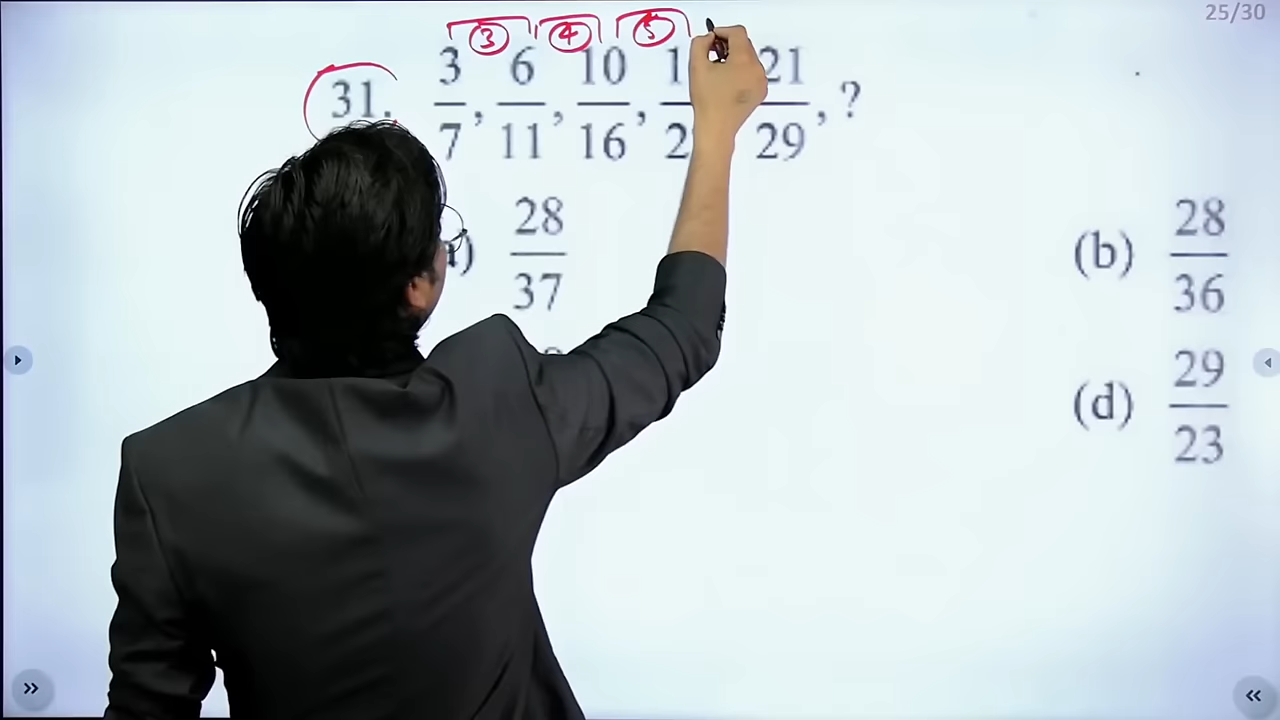 25/30
③ ④ ⑤
31. 3/7, 6/11, 10/16, 21/29, ?
28/37
(b) 28/36
(d) 29/23